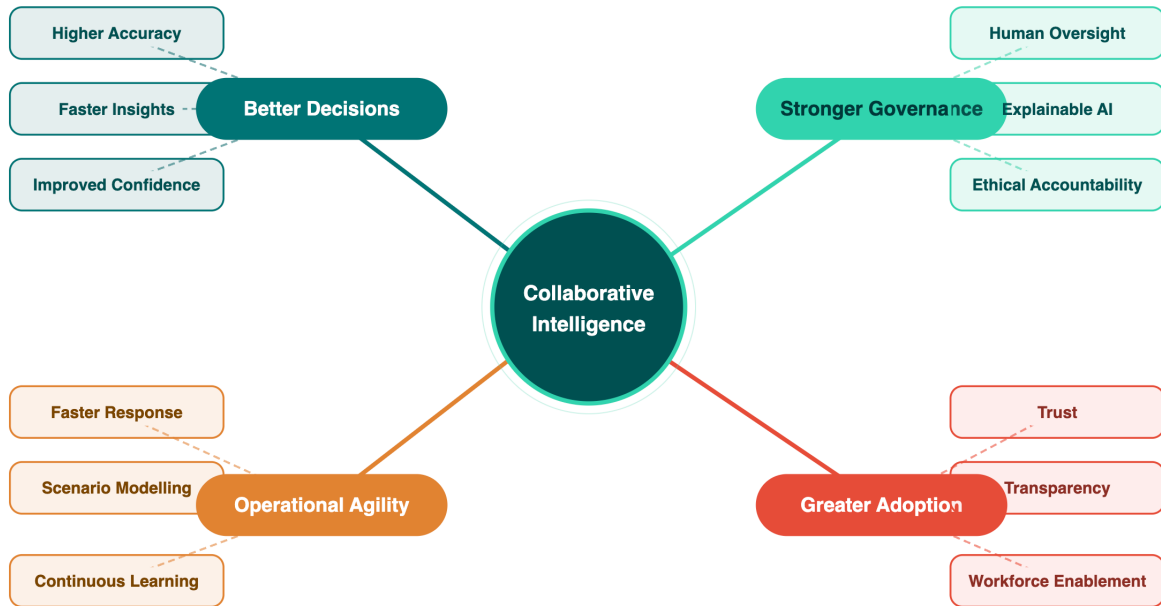 Higher Accuracy
Faster Insights
Improved Confidence
Better Decisions
Human Oversight
Stronger Governance
Explainable AI
Ethical Accountability
Collaborative
Intelligence
Faster Response
Scenario Modelling
Operational Agility
Continuous Learning
Trust
Greater Adoption
Transparency
Workforce Enablement